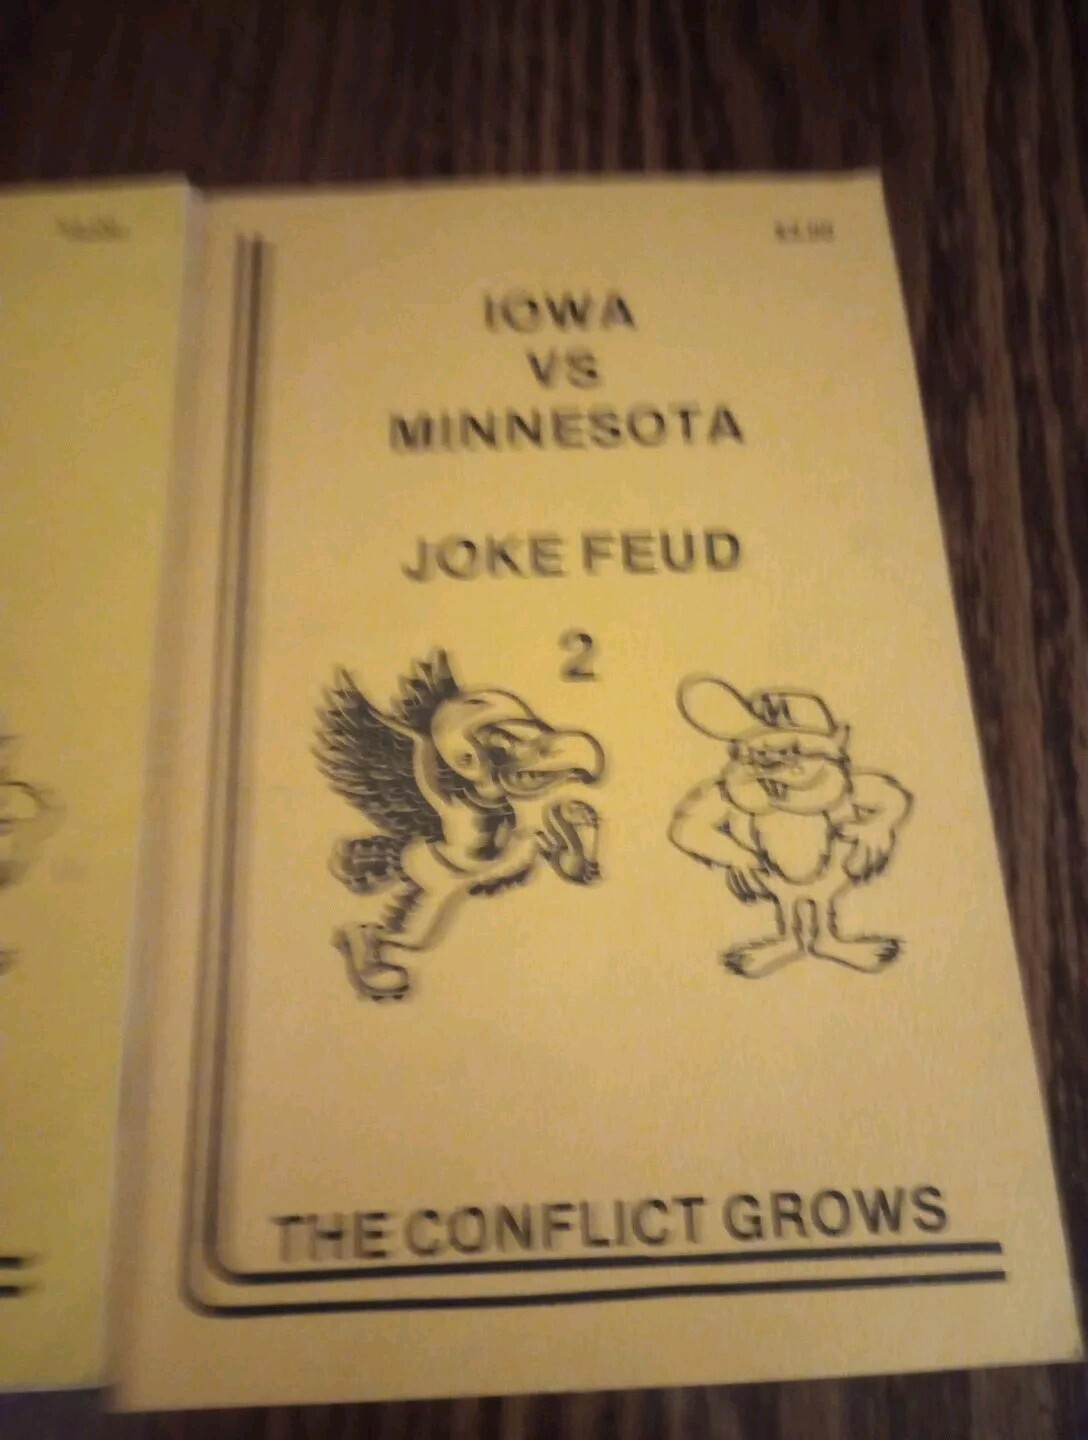 IOWA
VS
MINNESOTA
JOKE FEUD
2
M
THE CONFLICT GROWS